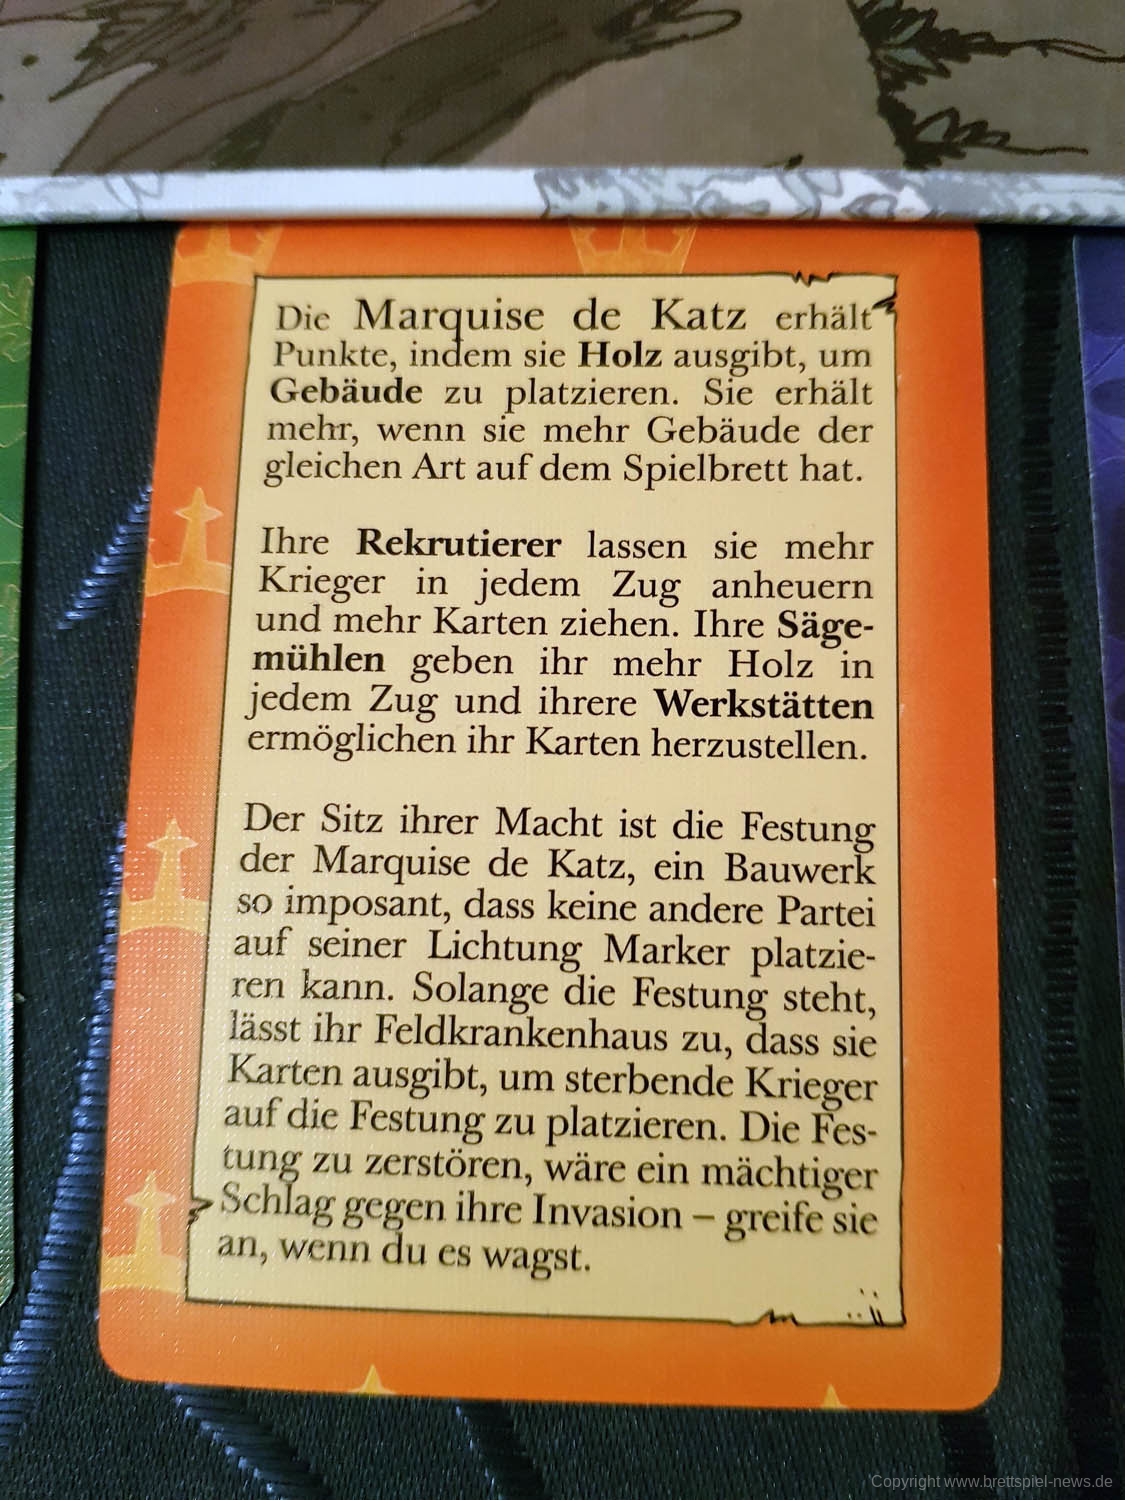 Die Marquise de Katz erhält
Punkte, indem sie Holz ausgibt, um
Gebäude zu platzieren. Sie erhält
mehr, wenn sie mehr Gebäude der
gleichen Art auf dem Spielbrett hat.
Ihre Rekrutierer lassen sie mehr
Krieger in jedem Zug anheuern
und mehr Karten ziehen. Ihre Säge-
mühlen geben ihr mehr Holz in
jedem Zug und ihrere Werkstätten
ermöglichen ihr Karten herzustellen.
Der Sitz ihrer Macht ist die Festung
der Marquise de Katz, ein Bauwerk
so imposant, dass keine andere Partei
auf seiner Lichtung Marker platzie-
ren kann. Solange die Festung steht,
lässt ihr Feldkrankenhaus zu, dass sie
Karten ausgibt, um sterbende Krieger
auf die Festung zu platzieren. Die Fes-
tung zu zerstören, wäre ein mächtiger
Schlag gegen ihre Invasion – greife sie
an, wenn du es wagst.
Copyright www.brettspiel-news.de